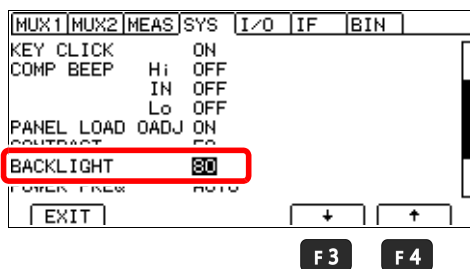 MUX1 MUX2 MEAS SYS I/O IF BIN
KEY CLICK ON
COMP BEEP Hi OFF
IN OFF
Lo OFF
PANEL LOAD OADJ ON
BACKLIGHT 80
EXIT ↓ ↑
F3 F4